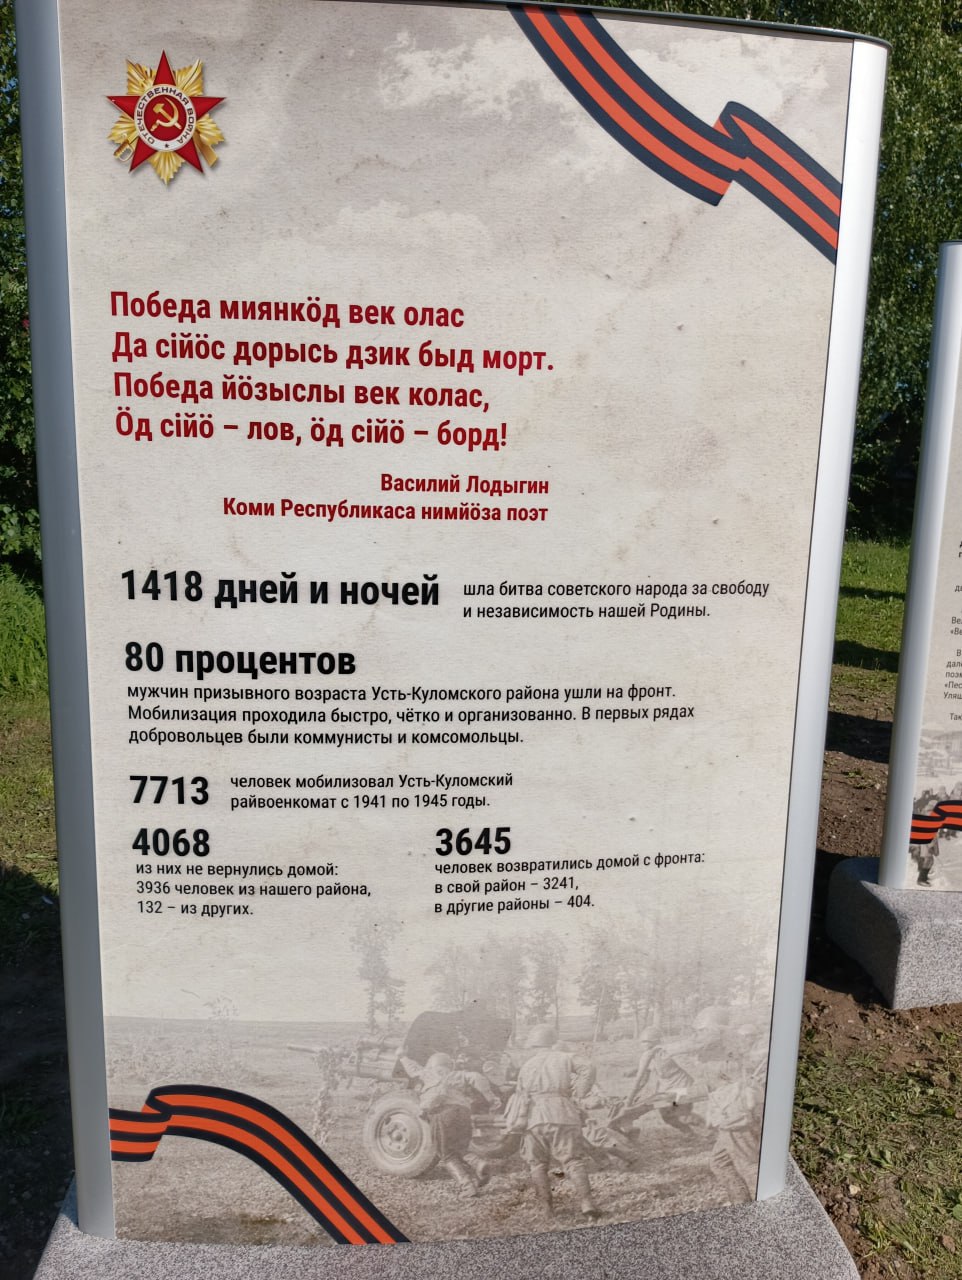 ОТЕЧЕСТВЕННАЯ ВОЙНА
Победа миянкӧд век олас
Да сійӧс дорысь дзик быд морт.
Победа йӧзыслы век колас,
Ӧд сійӧ – лов, ӧд сійӧ – борд!
Василий Лодыгин
Коми Республикаса нимйӧза поэт
1418 дней и ночей
шла битва советского народа за свободу
и независимость нашей Родины.
80 процентов
мужчин призывного возраста Усть-Куломского района ушли на фронт.
Мобилизация проходила быстро, чётко и организованно. В первых рядах
добровольцев были коммунисты и комсомольцы.
7713
человек мобилизовал Усть-Куломский
райвоенкомат с 1941 по 1945 годы.
4068
из них не вернулись домой:
3936 человек из нашего района,
132 – из других.
3645
человек возвратились домой с фронта:
в свой район – 3241,
в другие районы – 404.